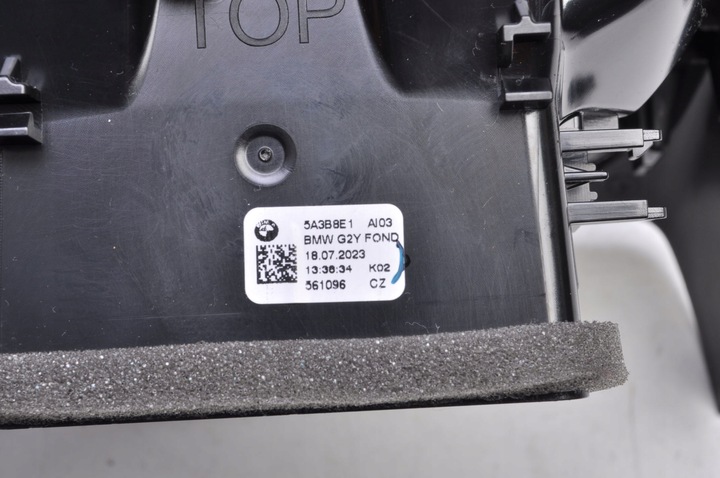 TOP
5A3B8E1 AI03
BMW G2Y FOND
18.07.2023
13:36:34 K02
561096 CZ